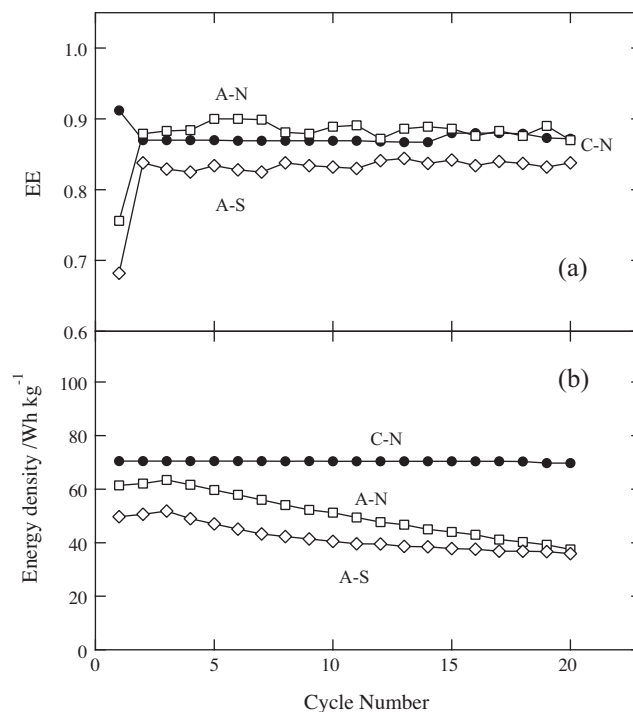 1.0
0.9
0.8
0.7
0.6
EE
A-N
C-N
A-S
(a)
100
80
60
40
20
0
Energy density /Wh kg⁻¹
(b)
C-N
A-N
A-S
0
5
10
15
20
Cycle Number